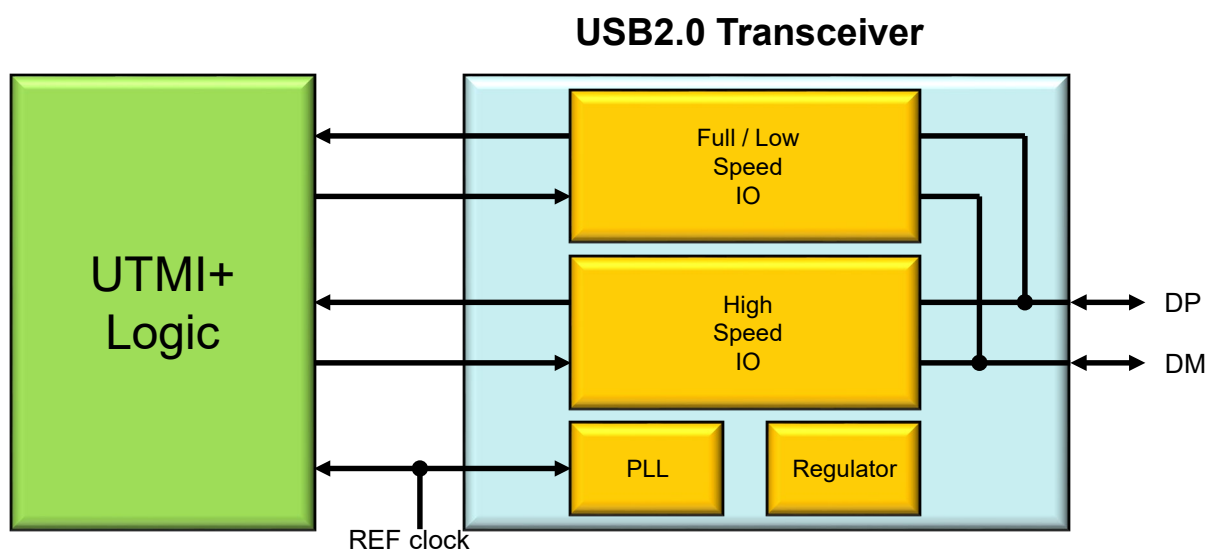 USB2.0 Transceiver
UTMI+
Logic
Full / Low
Speed
IO
High
Speed
IO
DP
DM
PLL
Regulator
REF clock